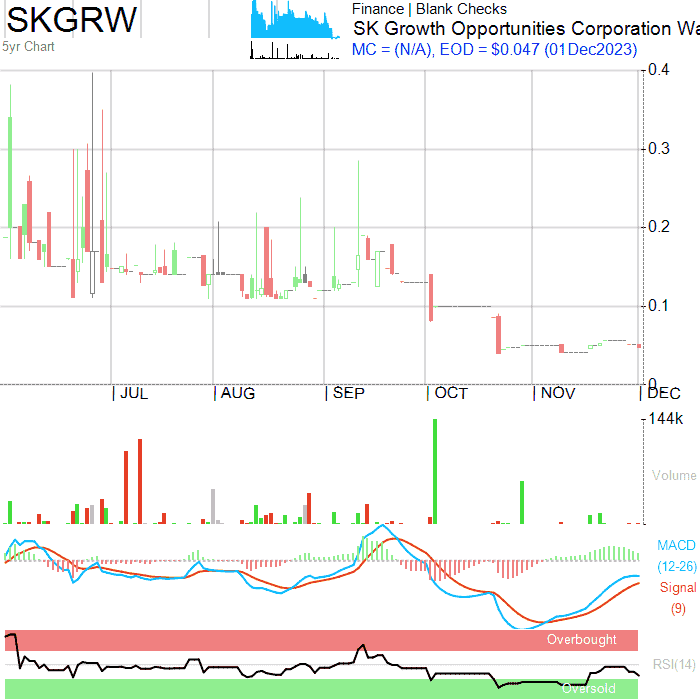 SKGRW
5yr Chart
Finance | Blank Checks
SK Growth Opportunities Corporation Wa
MC = (N/A), EOD = $0.047 (01Dec2023)
0.4
0.3
0.2
0.1
0
JUL AUG SEP OCT NOV DEC
144k
Volume
MACD
(12-26)
Signal
(9)
Overbought
RSI(14)
Oversold